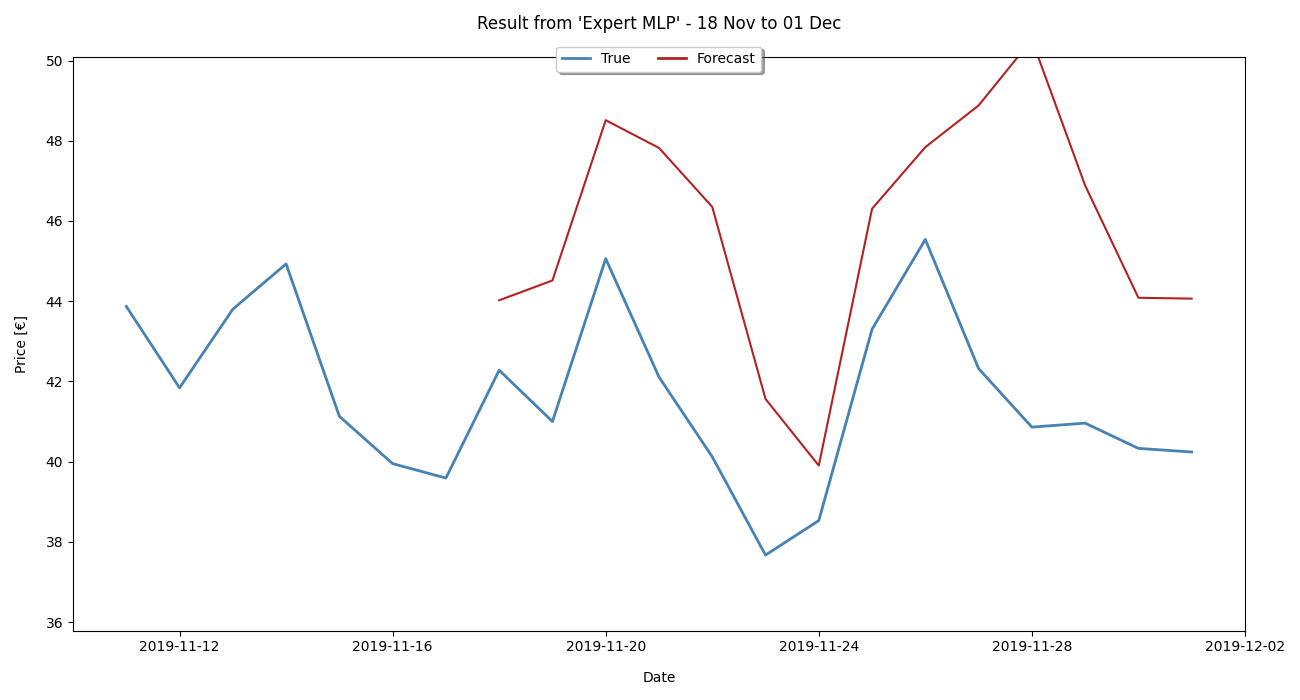 Result from 'Expert MLP' - 18 Nov to 01 Dec
True Forecast
50
48
46
44
42
40
38
36
Price [€]
2019-11-12 2019-11-16 2019-11-20 2019-11-24 2019-11-28 2019-12-02
Date